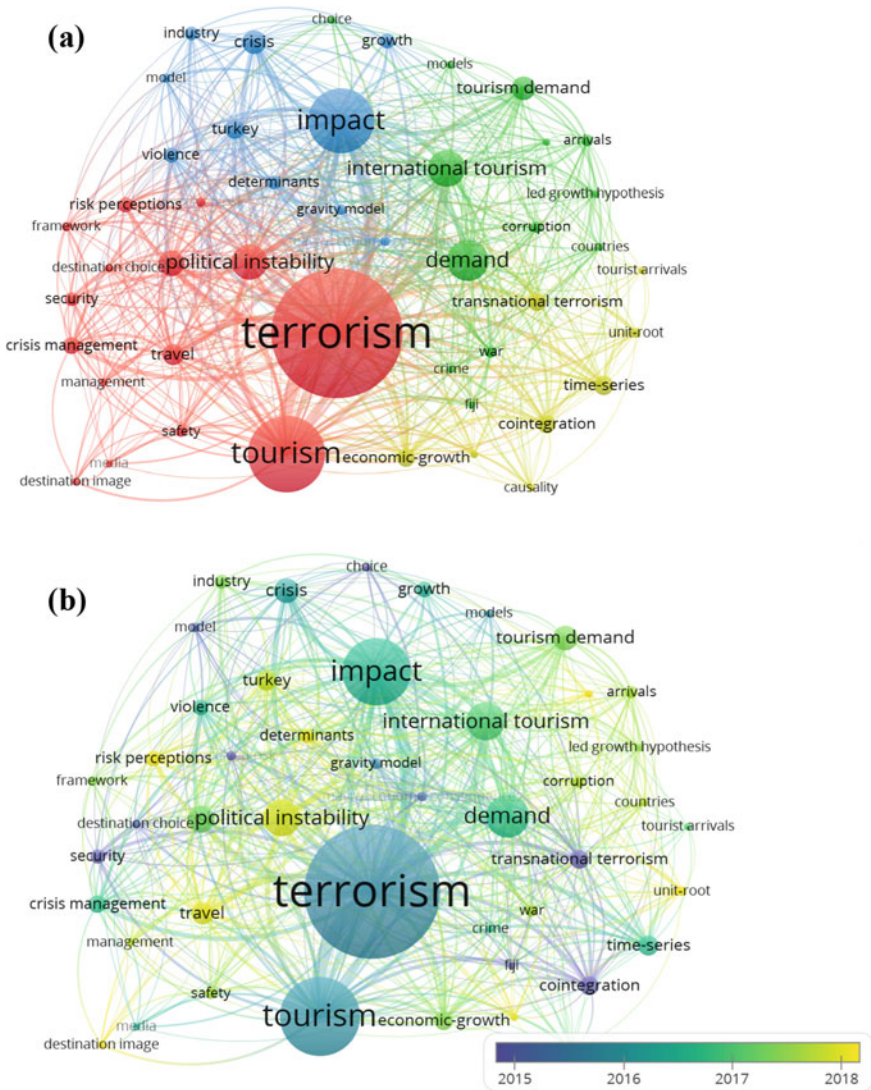 (a)
industry
crisis
choice
growth
model
models
tourism demand
impact
turkey
violence
international tourism
arrivals
determinants
led growth hypothesis
risk perceptions
gravity model
framework
corruption
countries
destination choice
political instability
demand
tourist arrivals
security
transnational terrorism
terrorism
unit-root
crisis management
travel
war
crime
management
time-series
fiji
safety
cointegration
tourism
economic-growth
media
destination image
causality
(b)
industry
crisis
choice
growth
model
models
tourism demand
impact
turkey
violence
international tourism
arrivals
determinants
led growth hypothesis
risk perceptions
gravity model
framework
corruption
countries
destination choice
political instability
demand
tourist arrivals
security
transnational terrorism
terrorism
unit-root
crisis management
travel
war
crime
management
time-series
fiji
safety
cointegration
tourism
economic-growth
media
destination image
2015
2016
2017
2018